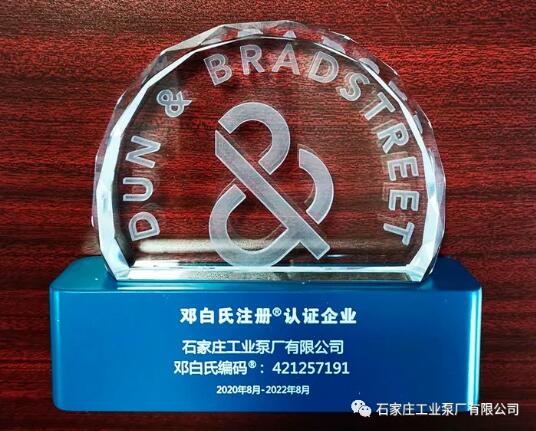 DUN & BRADSTREET
&
邓白氏注册®认证企业
石家庄工业泵厂有限公司
邓白氏编码®：421257191
2020年8月-2022年8月
石家庄工业泵厂有限公司